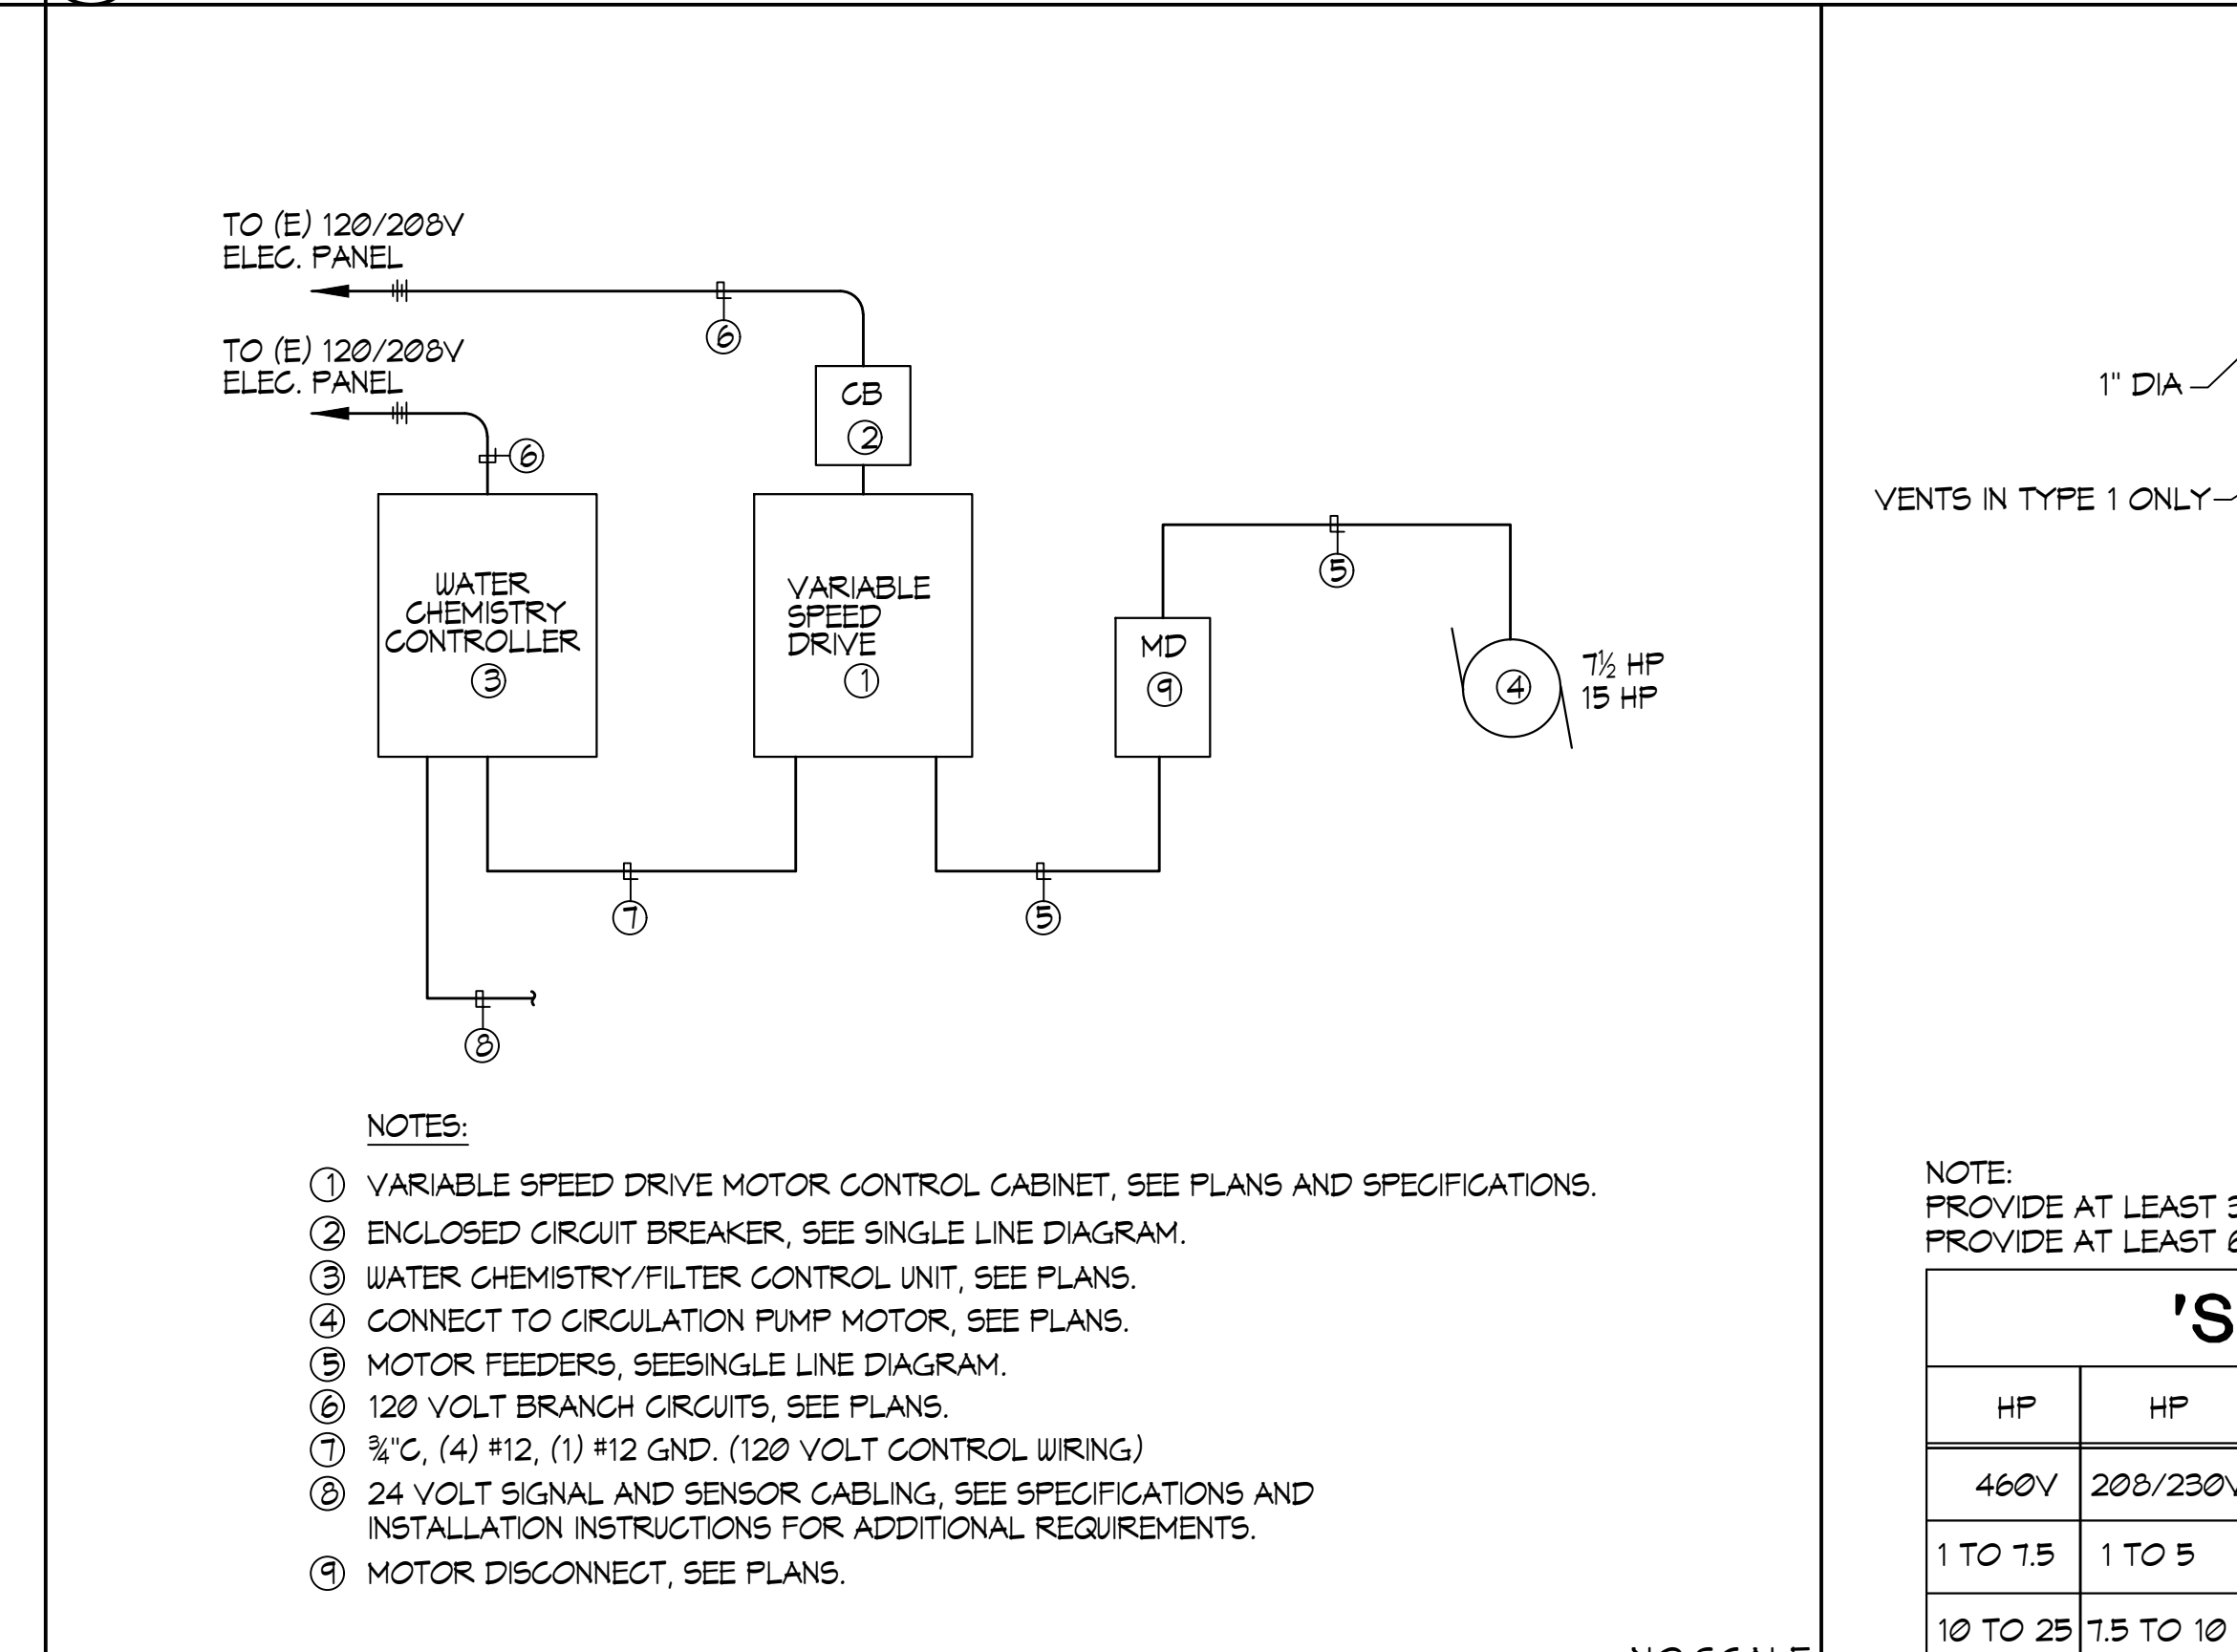 TO (E) 120/208V
ELEC. PANEL
6
TO (E) 120/208V
ELEC. PANEL
6
CB
2
WATER
CHEMISTRY
CONTROLLER
3
VARIABLE
SPEED
DRIVE
1
MD
9
5
4
7½ HP
15 HP
7
5
8
NOTES:
1 VARIABLE SPEED DRIVE MOTOR CONTROL CABINET, SEE PLANS AND SPECIFICATIONS.
2 ENCLOSED CIRCUIT BREAKER, SEE SINGLE LINE DIAGRAM.
3 WATER CHEMISTRY/FILTER CONTROL UNIT, SEE PLANS.
4 CONNECT TO CIRCULATION PUMP MOTOR, SEE PLANS.
5 MOTOR FEEDERS, SEESINGLE LINE DIAGRAM.
6 120 VOLT BRANCH CIRCUITS, SEE PLANS.
7 ¾"C, (4) #12, (1) #12 GND. (120 VOLT CONTROL WIRING)
8 24 VOLT SIGNAL AND SENSOR CABLING, SEE SPECIFICATIONS AND
INSTALLATION INSTRUCTIONS FOR ADDITIONAL REQUIREMENTS.
9 MOTOR DISCONNECT, SEE PLANS.
1" DIA
VENTS IN TYPE 1 ONLY
NOTE:
PROVIDE AT LEAST
PROVIDE AT LEAST
'S
HP HP
460V 208/230V
1 TO 7.5 1 TO 5
10 TO 25 7.5 TO 10